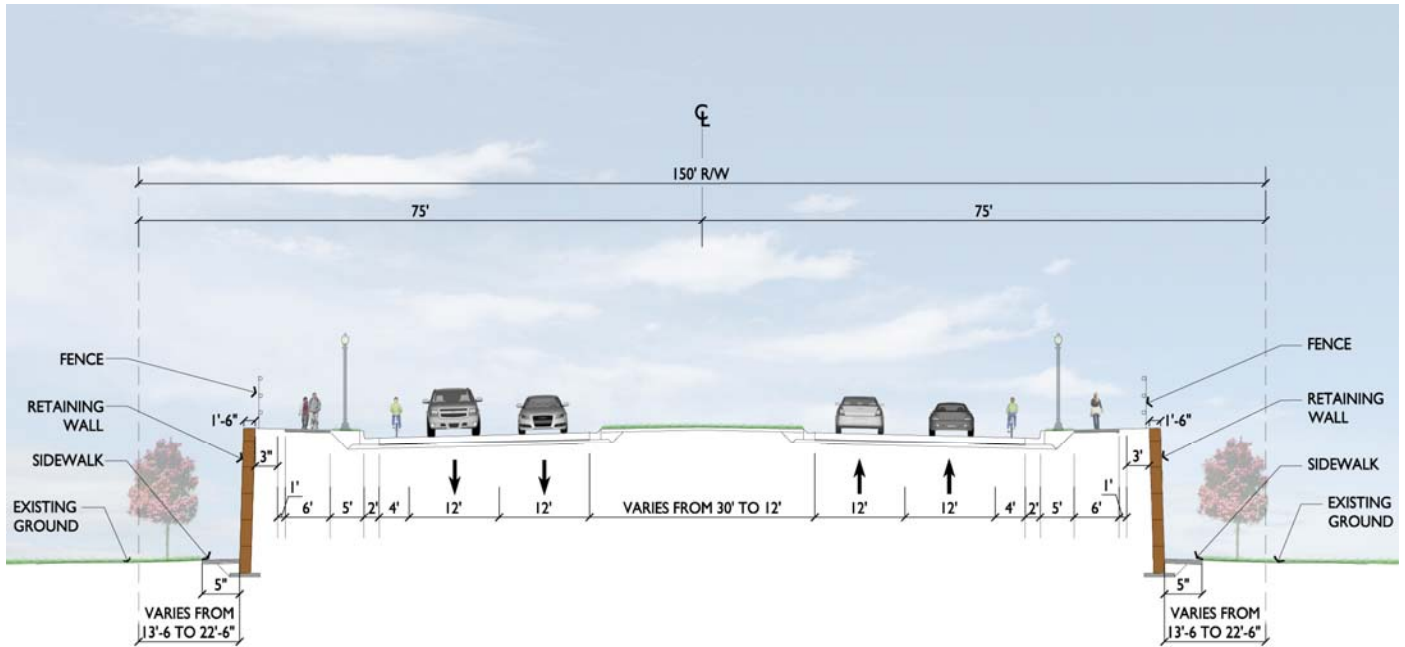 ℄
150' R/W
75'
75'
FENCE
RETAINING
WALL
1'-6"
SIDEWALK
3"
EXISTING
GROUND
1'
6'
5'
2'
4'
12'
12'
VARIES FROM 30' TO 12'
12'
12'
4'
2'
5'
6'
1'
3'
FENCE
RETAINING
WALL
1'-6"
SIDEWALK
EXISTING
GROUND
5"
VARIES FROM
13'-6 TO 22'-6"
5"
VARIES FROM
13'-6 TO 22'-6"